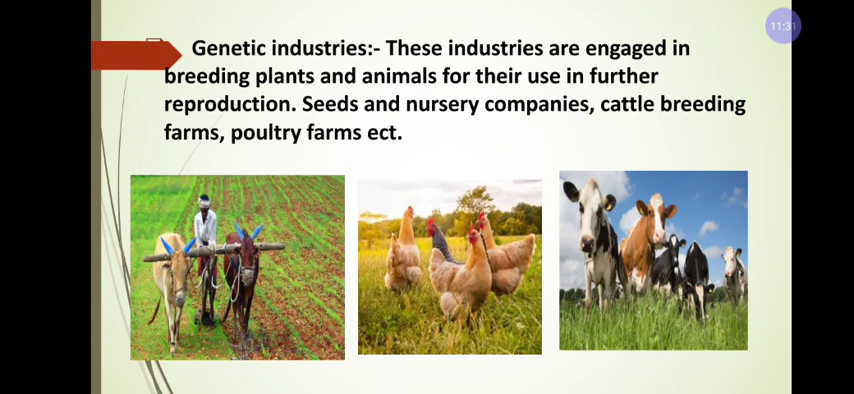 11:31
Genetic industries:- These industries are engaged in
breeding plants and animals for their use in further
reproduction. Seeds and nursery companies, cattle breeding
farms, poultry farms ect.